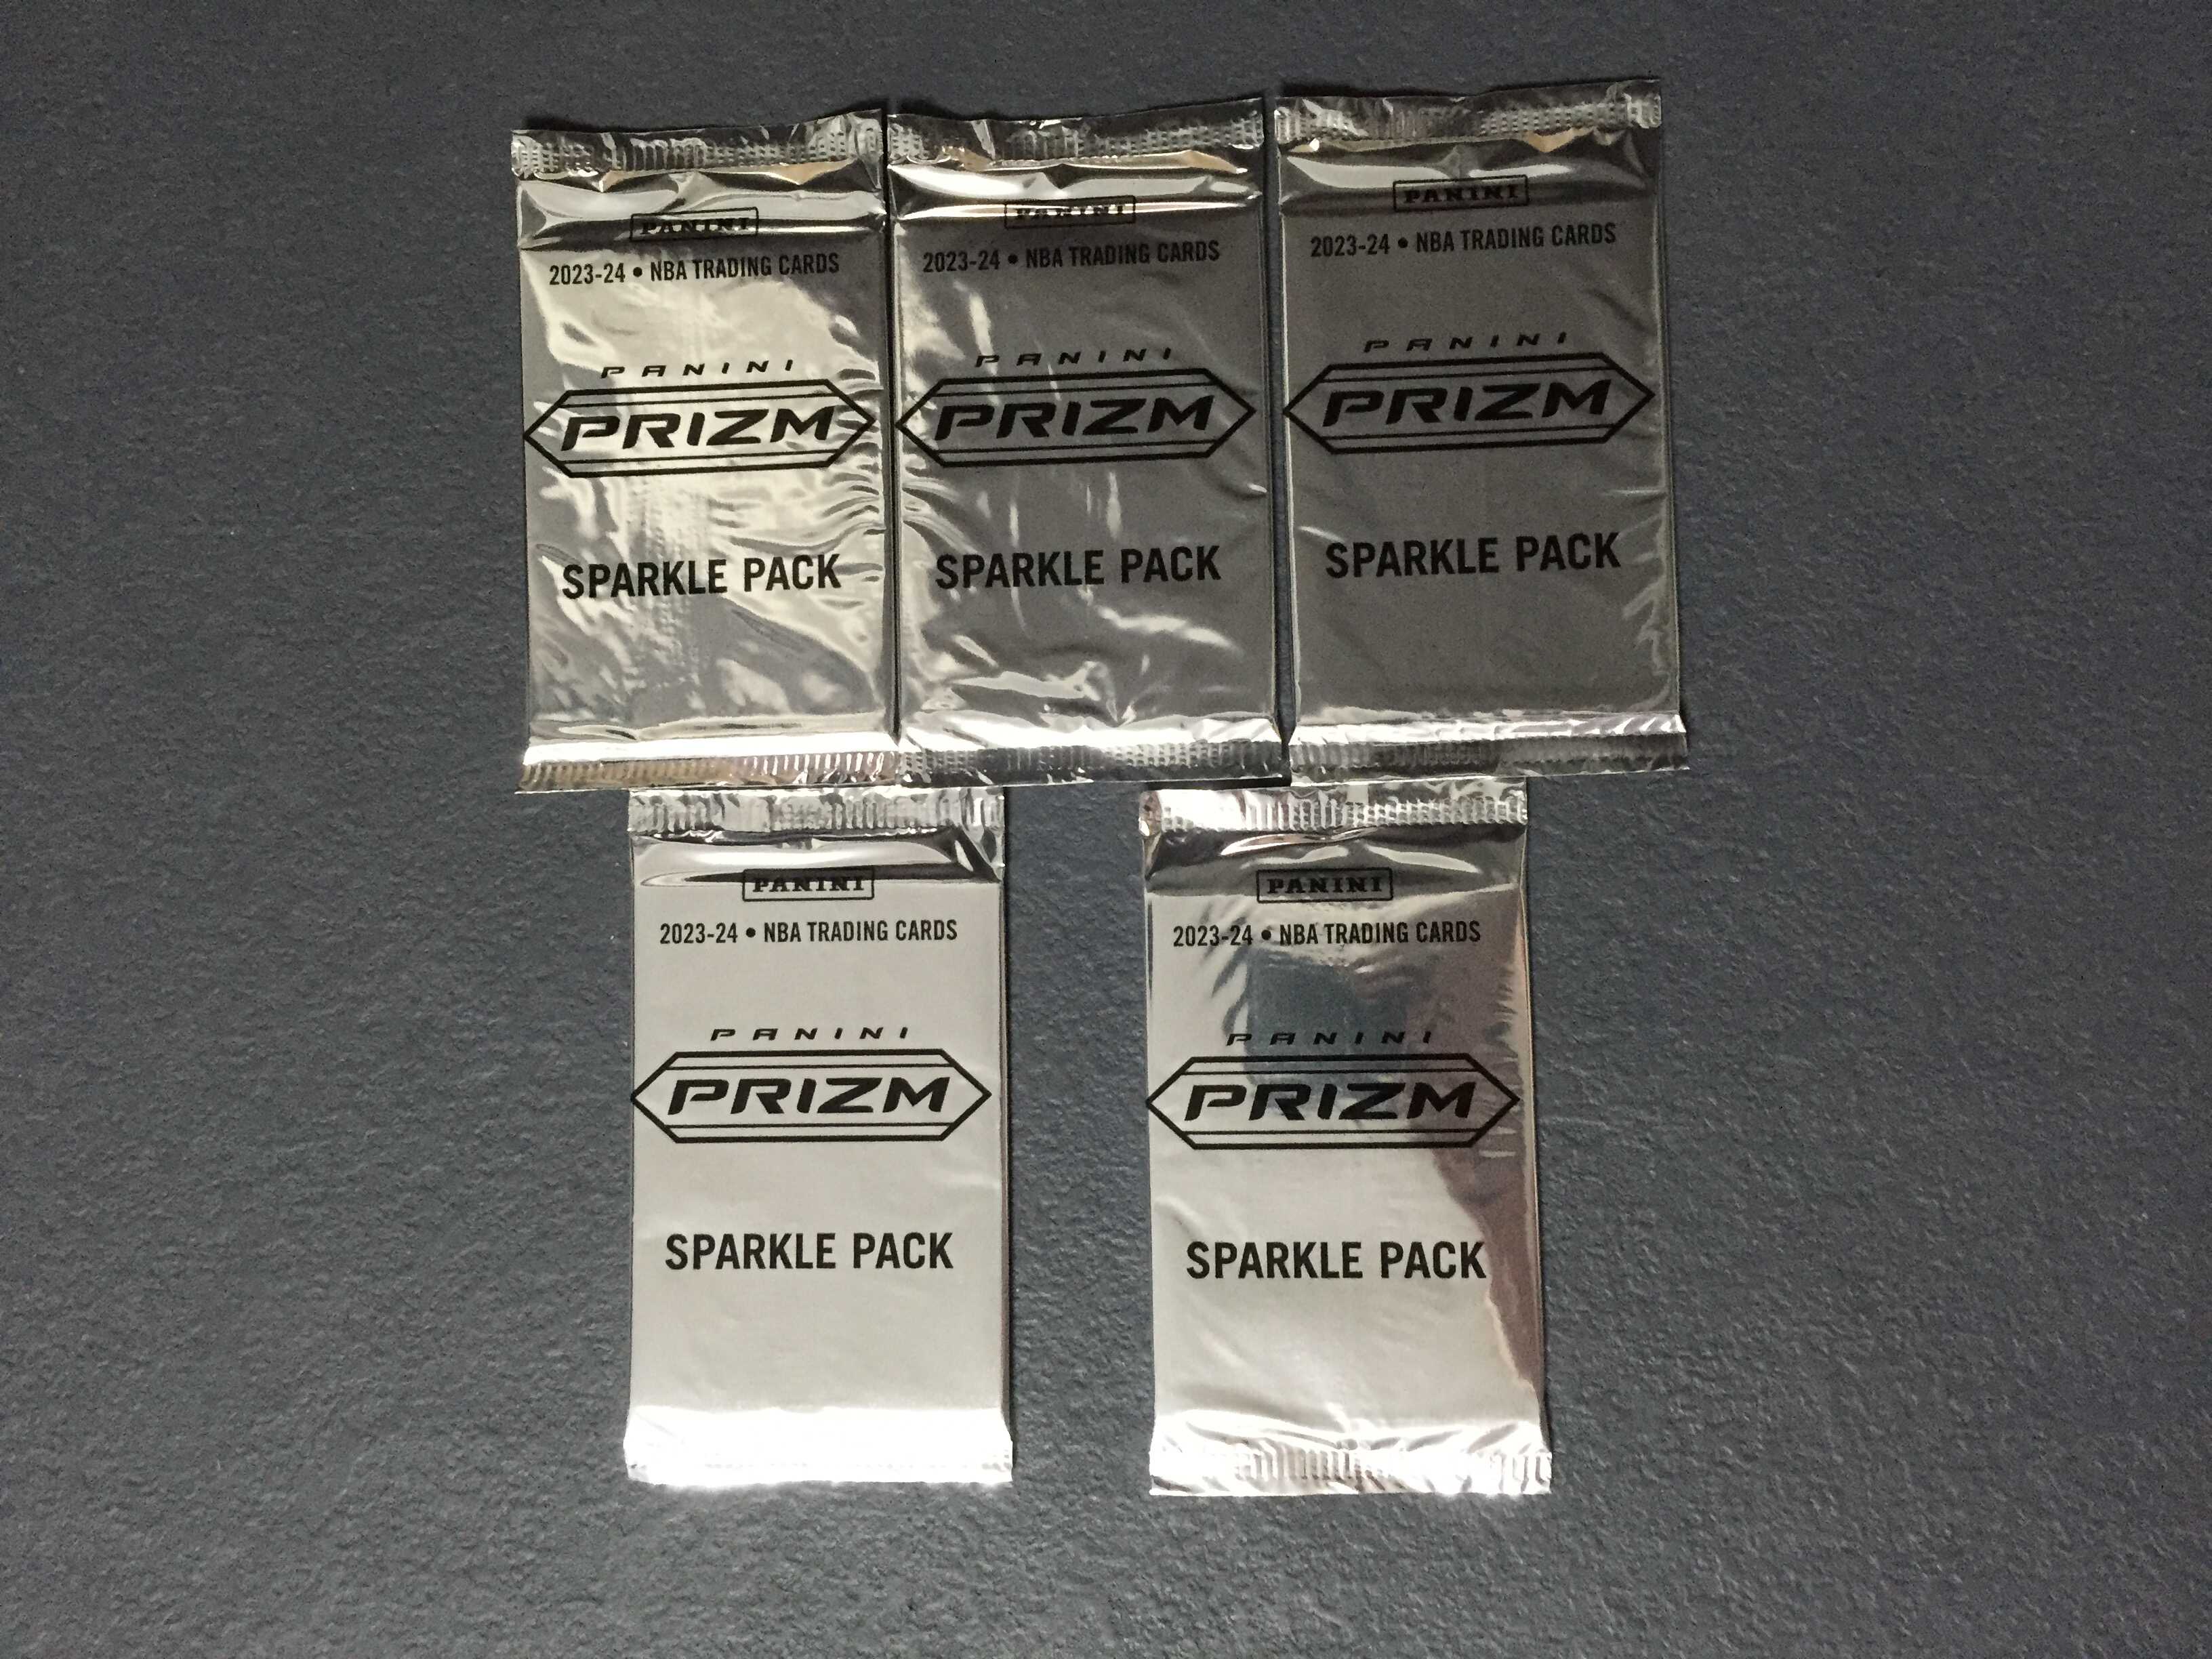 PANINI
2023-24 • NBA TRADING CARDS
PANINI
PRIZM
SPARKLE PACK
PANINI
2023-24 • NBA TRADING CARDS
PANINI
PRIZM
SPARKLE PACK
PANINI
2023-24 • NBA TRADING CARDS
PANINI
PRIZM
SPARKLE PACK
PANINI
2023-24 • NBA TRADING CARDS
PANINI
PRIZM
SPARKLE PACK
PANINI
2023-24 • NBA TRADING CARDS
PANINI
PRIZM
SPARKLE PACK